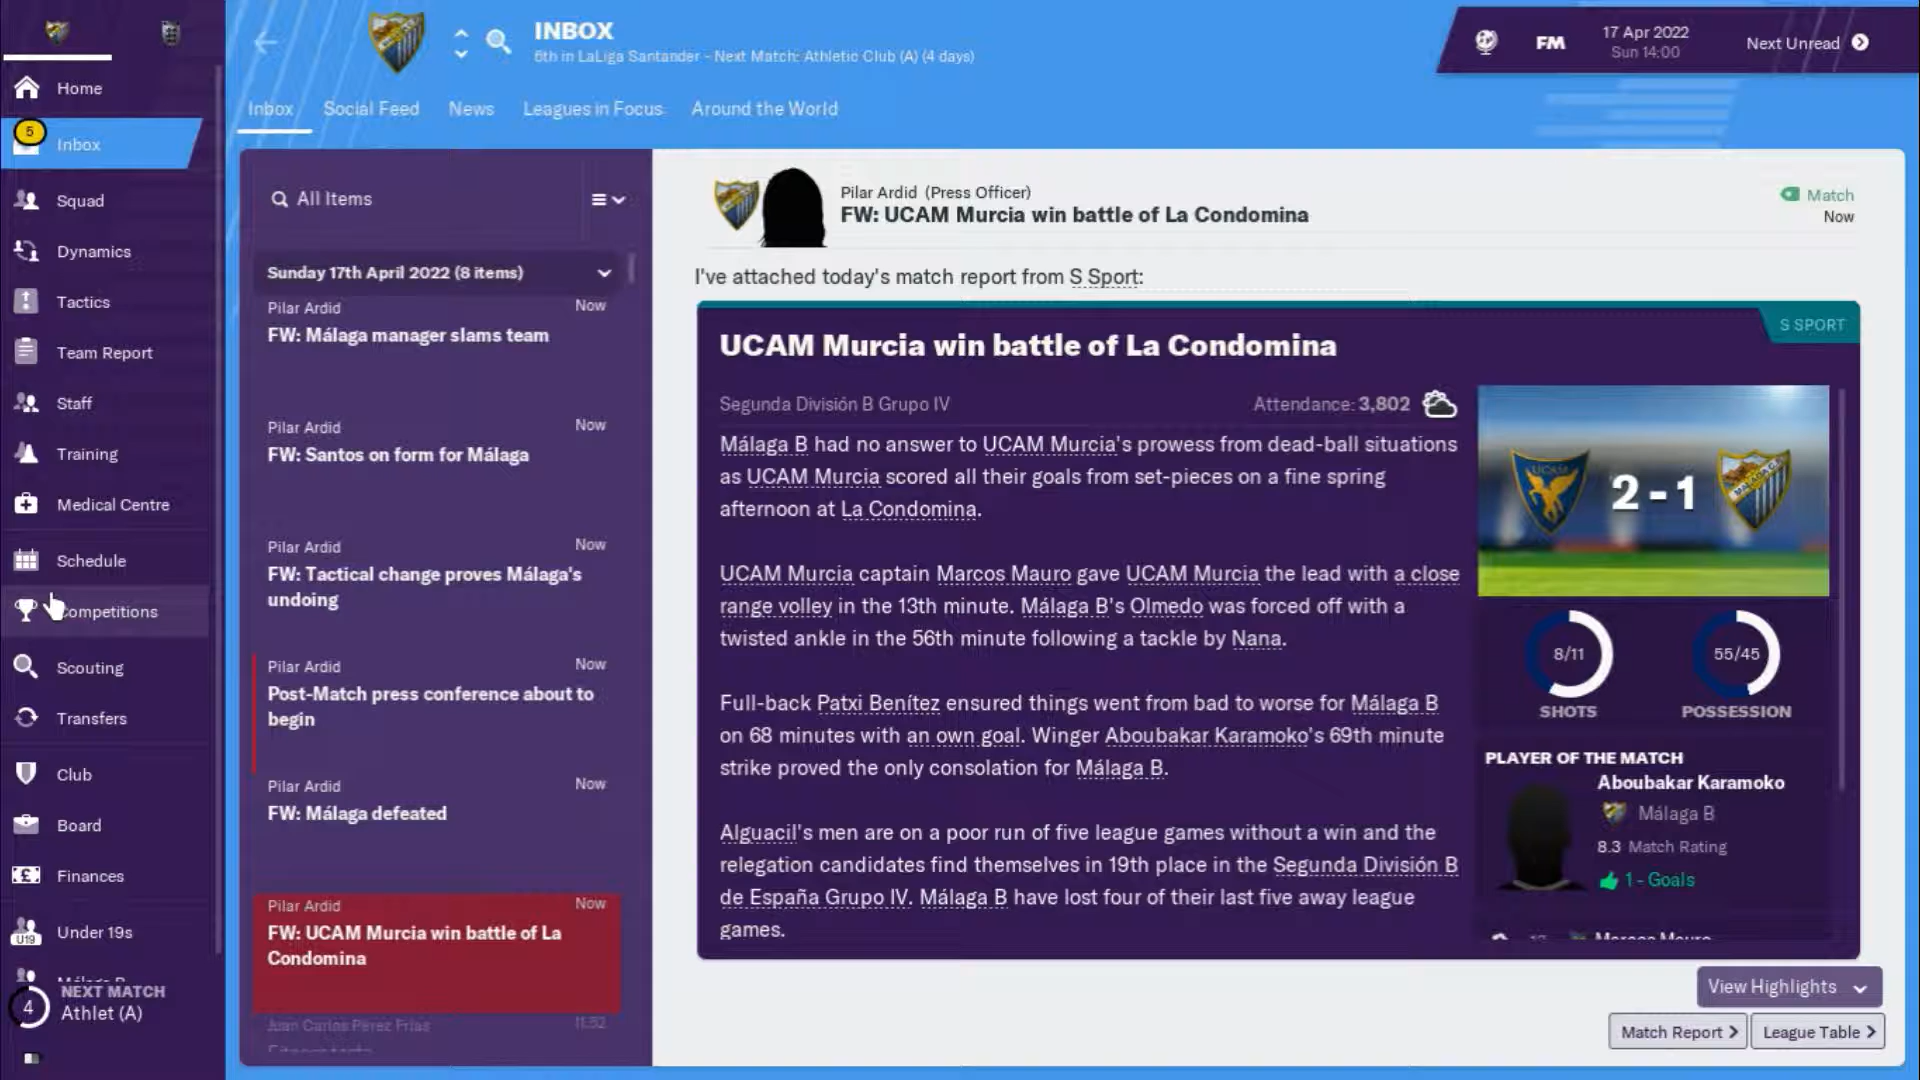 INBOX
6th in LaLiga Santander - Next Match: Athletic Club (A) (4 days)
FM
17 Apr 2022
Sun 14:00
Next Unread
Inbox
Social Feed
News
Leagues in Focus
Around the World
Home
5
Inbox
Squad
Dynamics
Tactics
Team Report
Staff
Training
Medical Centre
Schedule
Competitions
Scouting
Transfers
Club
Board
Finances
U19
Under 19s
4
NEXT MATCH
Athlet (A)
All Items
Sunday 17th April 2022 (8 items)
Pilar Ardid
Now
FW: Málaga manager slams team
Pilar Ardid
Now
FW: Santos on form for Málaga
Pilar Ardid
Now
FW: Tactical change proves Málaga's
undoing
Pilar Ardid
Now
Post-Match press conference about to
begin
Pilar Ardid
Now
FW: Málaga defeated
Pilar Ardid
Now
FW: UCAM Murcia win battle of La
Condomina
Juan Carlos Pérez Frías
11:52
Pilar Ardid (Press Officer)
FW: UCAM Murcia win battle of La Condomina
Match
Now
I've attached today's match report from S Sport:
S SPORT
UCAM Murcia win battle of La Condomina
Segunda División B Grupo IV
Attendance: 3,802
Málaga B had no answer to UCAM Murcia's prowess from dead-ball situations
as UCAM Murcia scored all their goals from set-pieces on a fine spring
afternoon at La Condomina.
UCAM Murcia captain Marcos Mauro gave UCAM Murcia the lead with a close
range volley in the 13th minute. Málaga B's Olmedo was forced off with a
twisted ankle in the 56th minute following a tackle by Nana.
Full-back Patxi Benítez ensured things went from bad to worse for Málaga B
on 68 minutes with an own goal. Winger Aboubakar Karamoko's 69th minute
strike proved the only consolation for Málaga B.
Alguacil's men are on a poor run of five league games without a win and the
relegation candidates find themselves in 19th place in the Segunda División B
de España Grupo IV. Málaga B have lost four of their last five away league
games.
UCAM
2 - 1
8/11
SHOTS
55/45
POSSESSION
PLAYER OF THE MATCH
Aboubakar Karamoko
Málaga B
8.3 Match Rating
1 - Goals
Marcos Mauro
View Highlights
Match Report
League Table